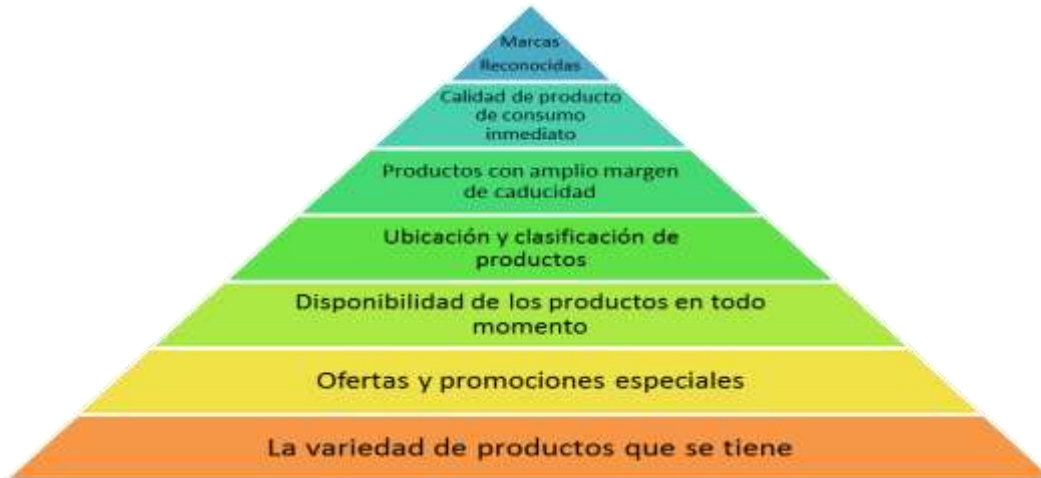 Marcas
Reconocidas
Calidad de producto
de consumo
inmediato
Productos con amplio margen
de caducidad
Ubicación y clasificación de
productos
Disponibilidad de los productos en todo
momento
Ofertas y promociones especiales
La variedad de productos que se tiene